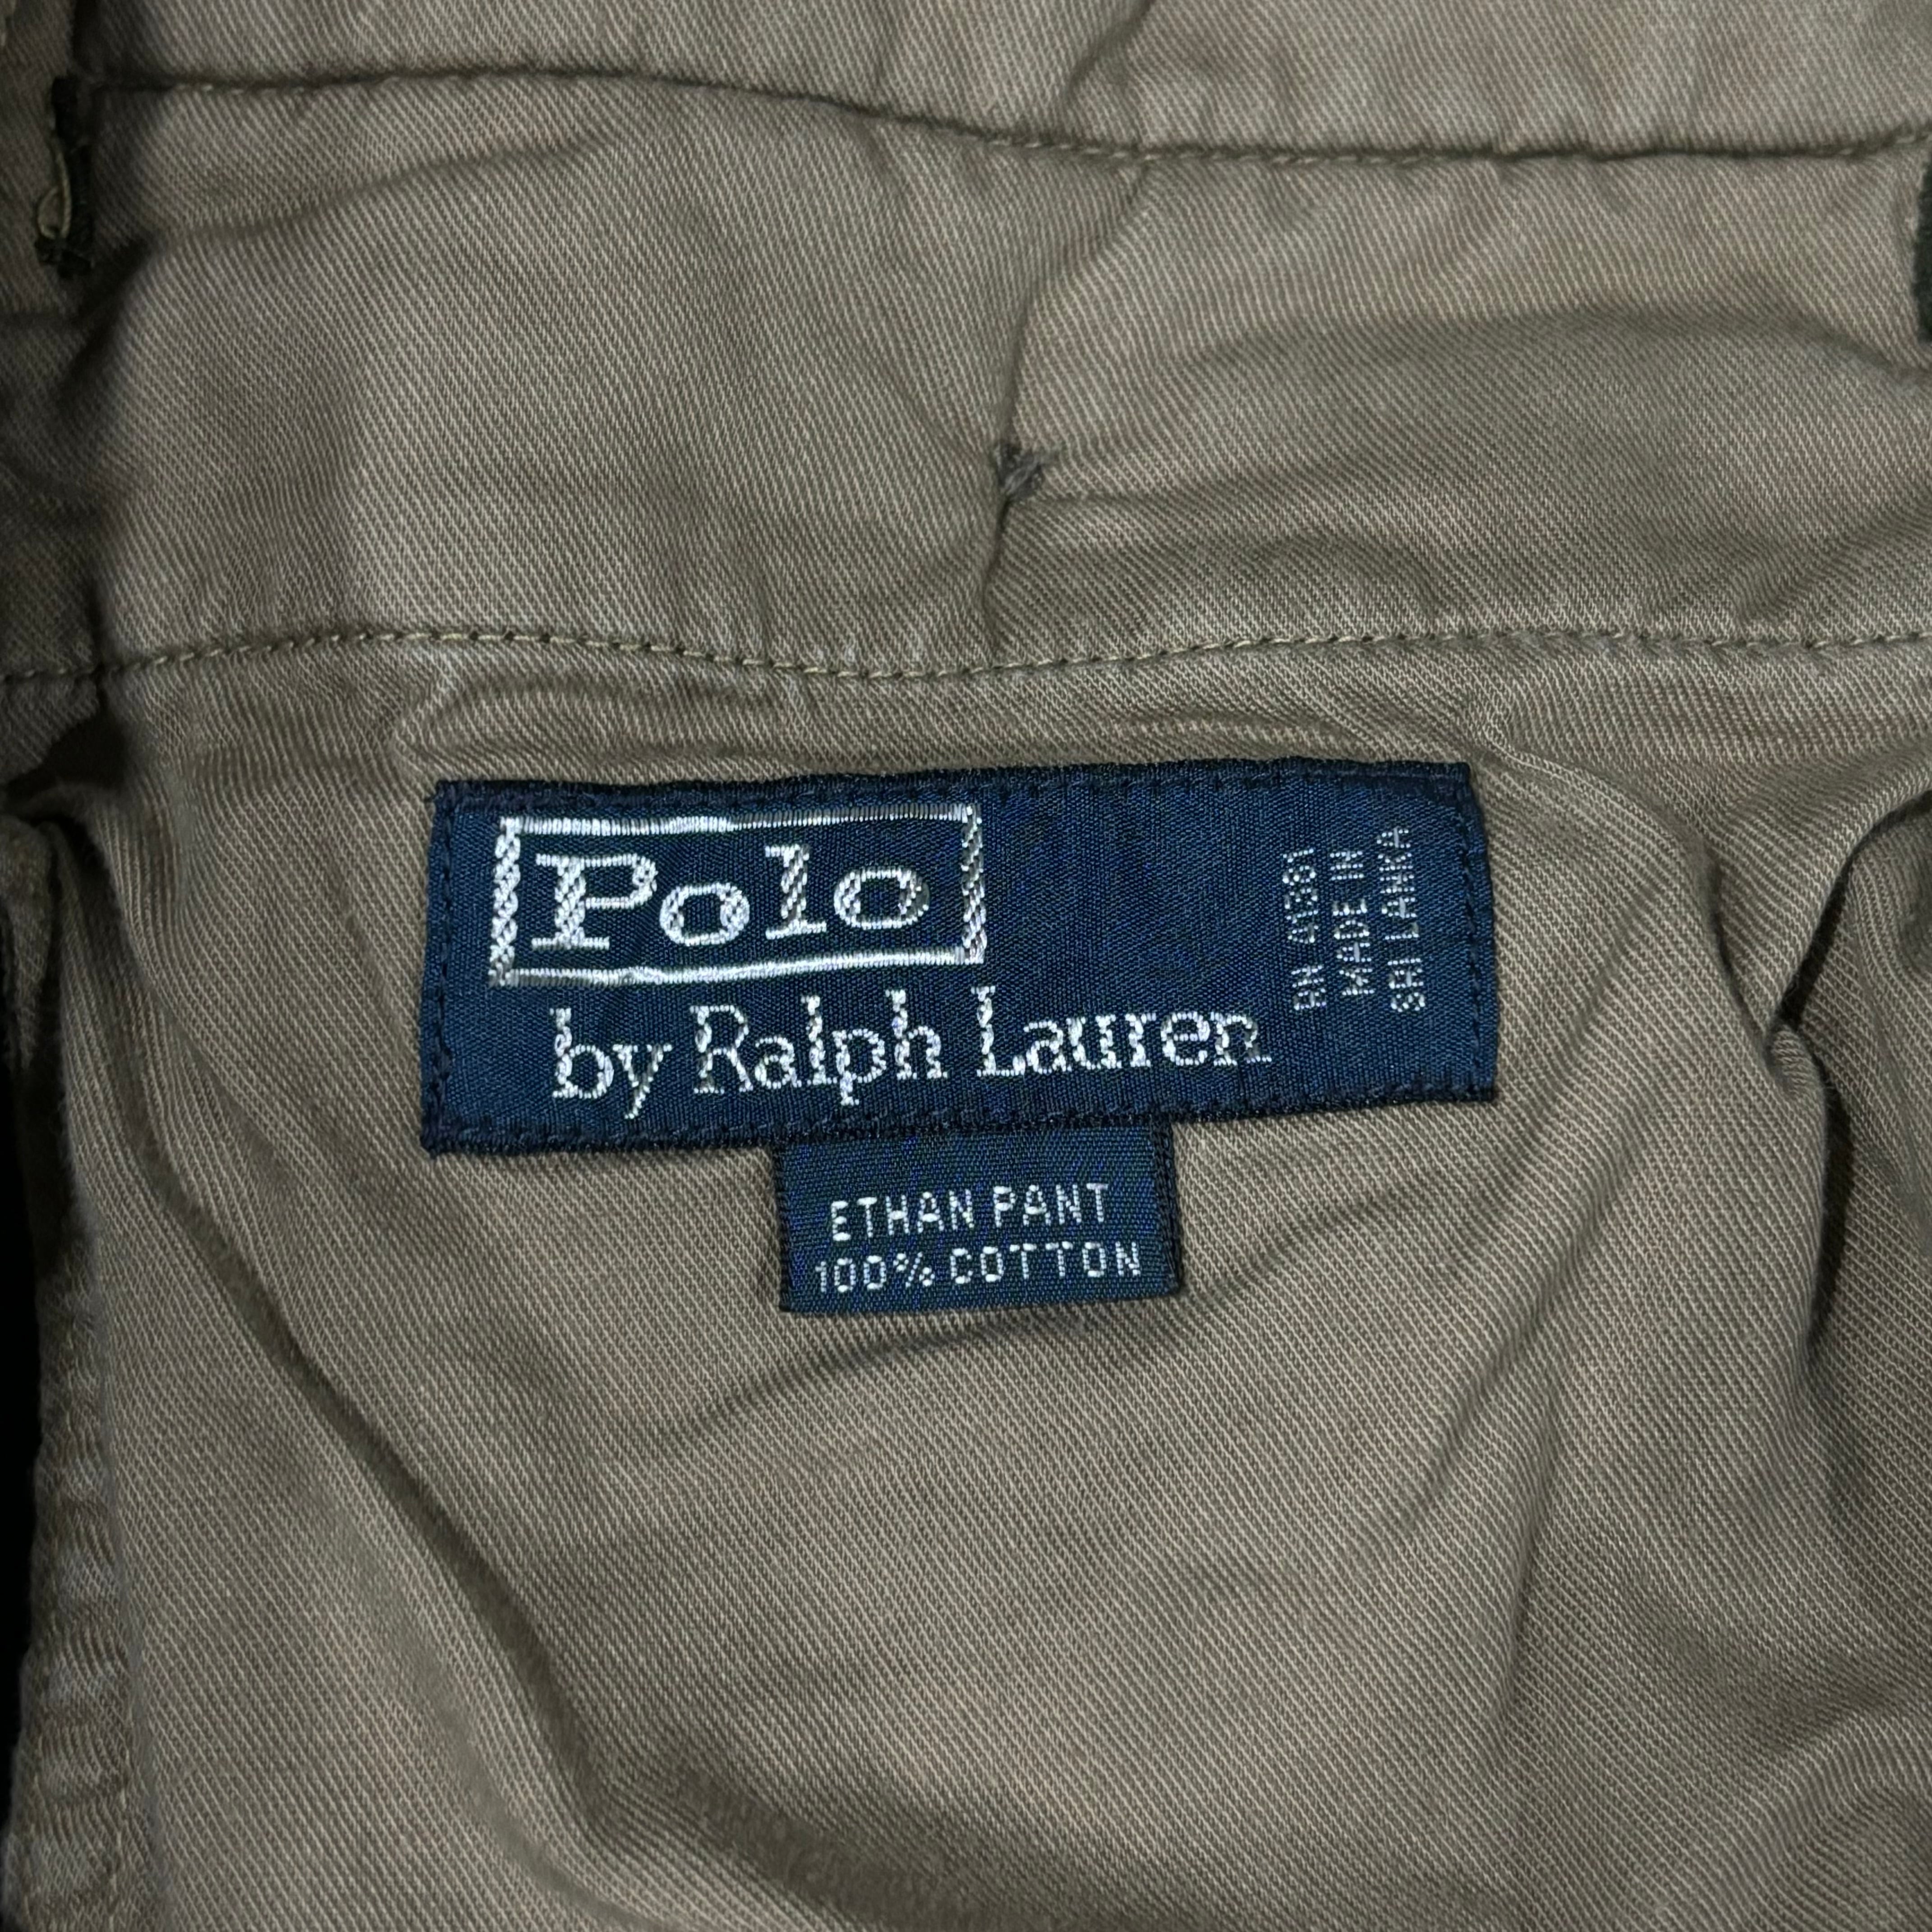 Polo
by Ralph Lauren
RN 41381
MADE IN
SRI LANKA
ETHAN PANT
100% COTTON